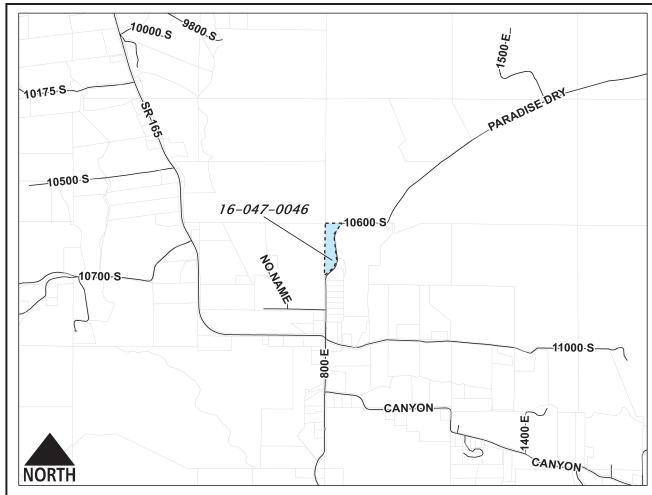 10000 S
9800 S
1500 E
10175 S
PARADISE DRY
SR-165
10500 S
16-047-0046
10600 S
10700 S
NO NAME
11000 S
800 E
CANYON
1400 E
CANYON
NORTH